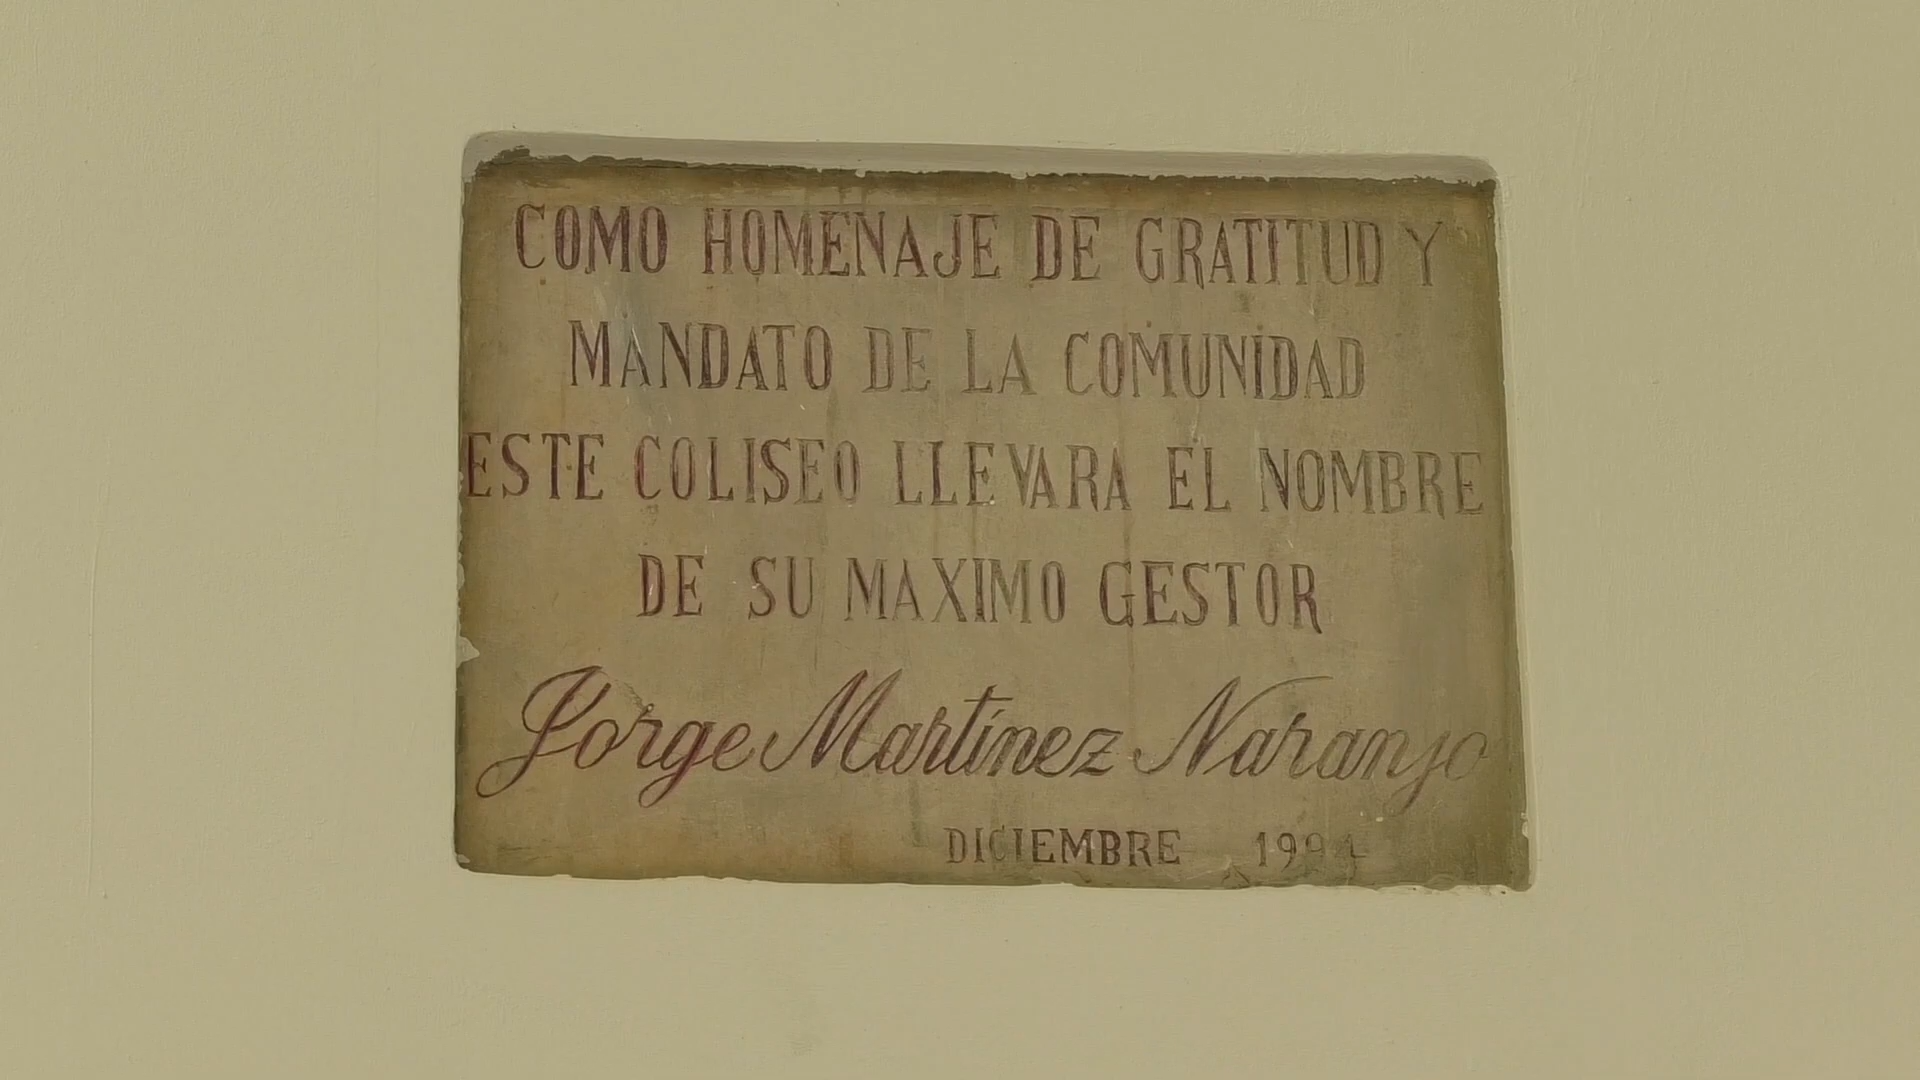 COMO HOMENAJE DE GRATITUD Y
MANDATO DE LA COMUNIDAD
ESTE COLISEO LLEVARA EL NOMBRE
DE SU MAXIMO GESTOR
Jorge Martínez Naranjo
DICIEMBRE 1994